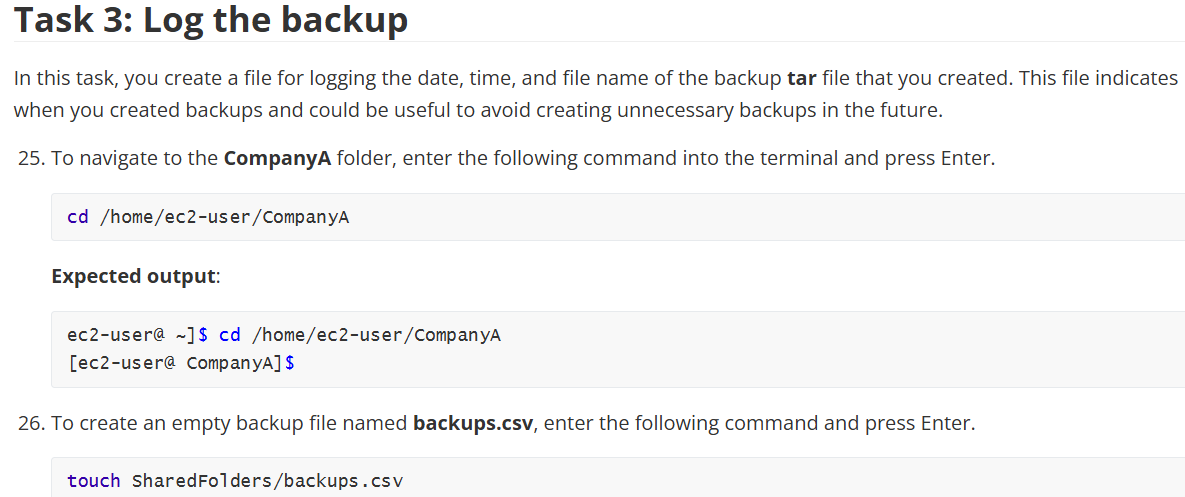 Task 3: Log the backup
In this task, you create a file for logging the date, time, and file name of the backup tar file that you created. This file indicates
when you created backups and could be useful to avoid creating unnecessary backups in the future.
25. To navigate to the CompanyA folder, enter the following command into the terminal and press Enter.
cd /home/ec2-user/CompanyA
Expected output:
ec2-user@ ~]$ cd /home/ec2-user/CompanyA
[ec2-user@ CompanyA]$
26. To create an empty backup file named backups.csv, enter the following command and press Enter.
touch SharedFolders/backups.csv